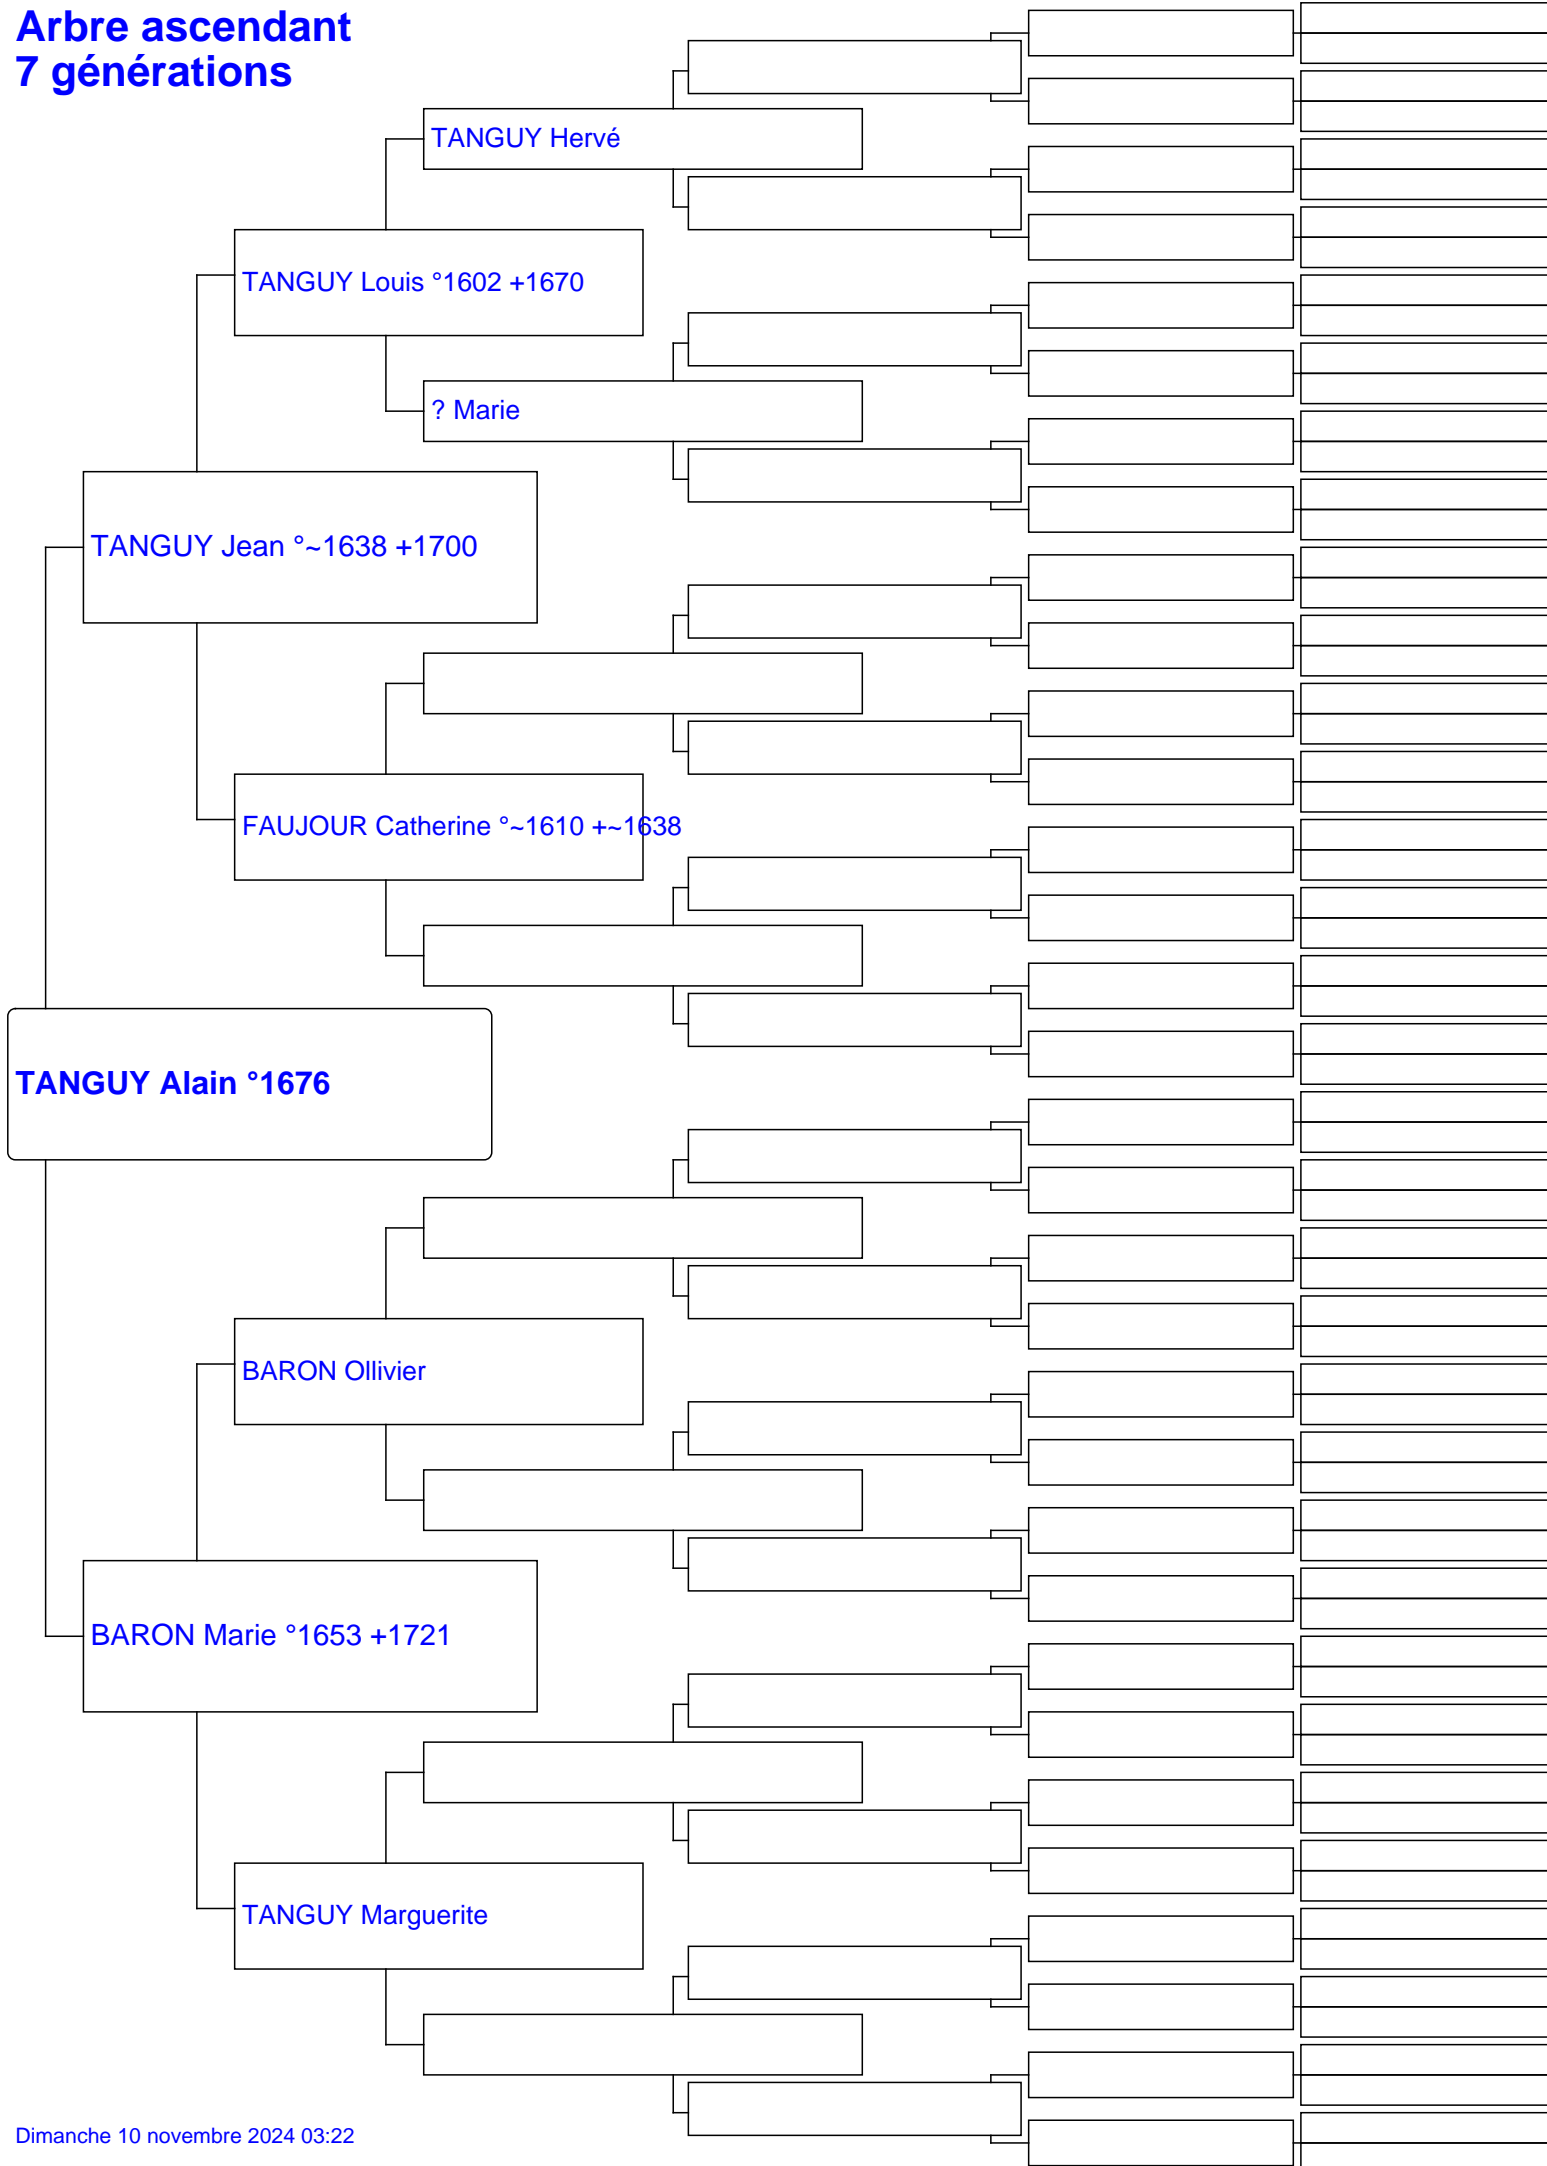 Arbre ascendant
7 générations
TANGUY Hervé
TANGUY Louis °1602 +1670
? Marie
TANGUY Jean °~1638 +1700
FAUJOUR Catherine °~1610 +~1638
TANGUY Alain °1676
BARON Ollivier
BARON Marie °1653 +1721
TANGUY Marguerite
Dimanche 10 novembre 2024 03:22